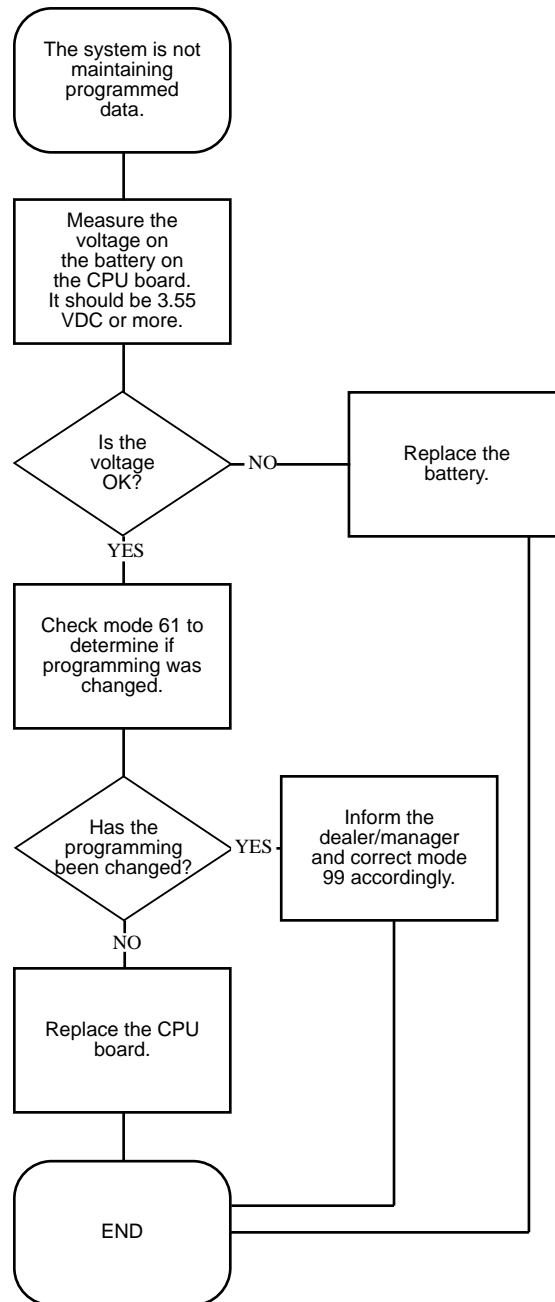 The system is not
maintaining
programmed
data.
Measure the
voltage on
the battery on
the CPU board.
It should be 3.55
VDC or more.
Is the
voltage
OK?
NO
Replace the
battery.
YES
Check mode 61 to
determine if
programming was
changed.
Has the
programming
been changed?
YES
Inform the
dealer/manager
and correct mode
99 accordingly.
NO
Replace the CPU
board.
END